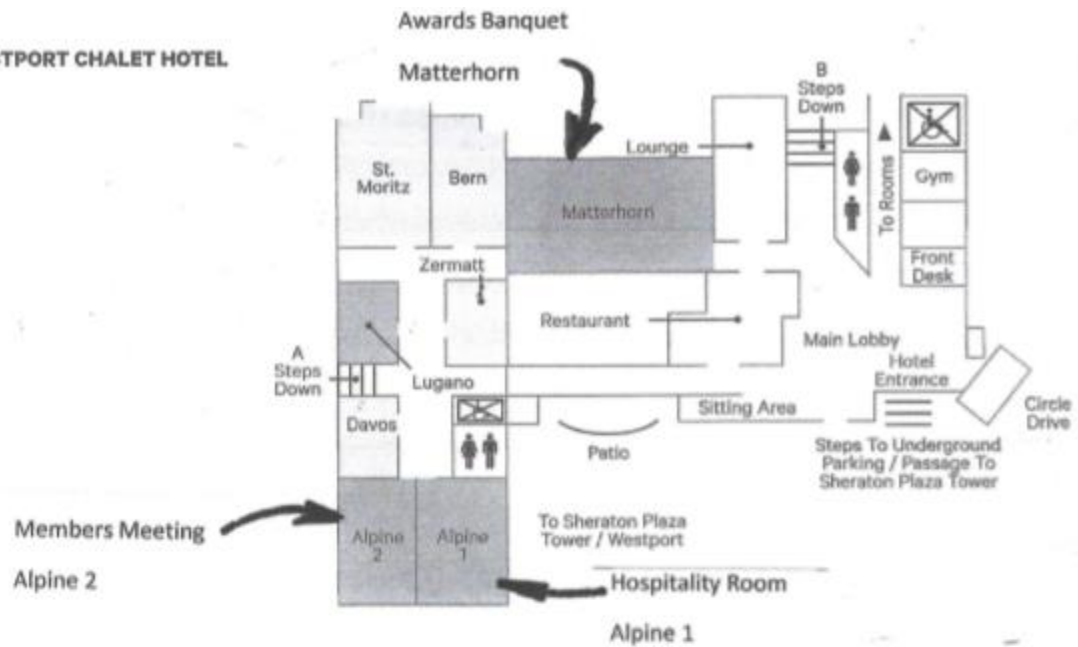 Awards Banquet
STPORT CHALET HOTEL
Matterhorn
B
Steps
Down
Lounge
St.
Moritz
Bern
Matterhorn
To Rooms
Gym
Zermatt
Front
Desk
Restaurant
Main Lobby
A
Steps
Down
Lugano
Hotel
Entrance
Davos
Sitting Area
Circle
Drive
Patio
Steps To Underground
Parking / Passage To
Sheraton Plaza Tower
Members Meeting
Alpine 2
Alpine
2
Alpine
1
To Sheraton Plaza
Tower / Westport
Hospitality Room
Alpine 1